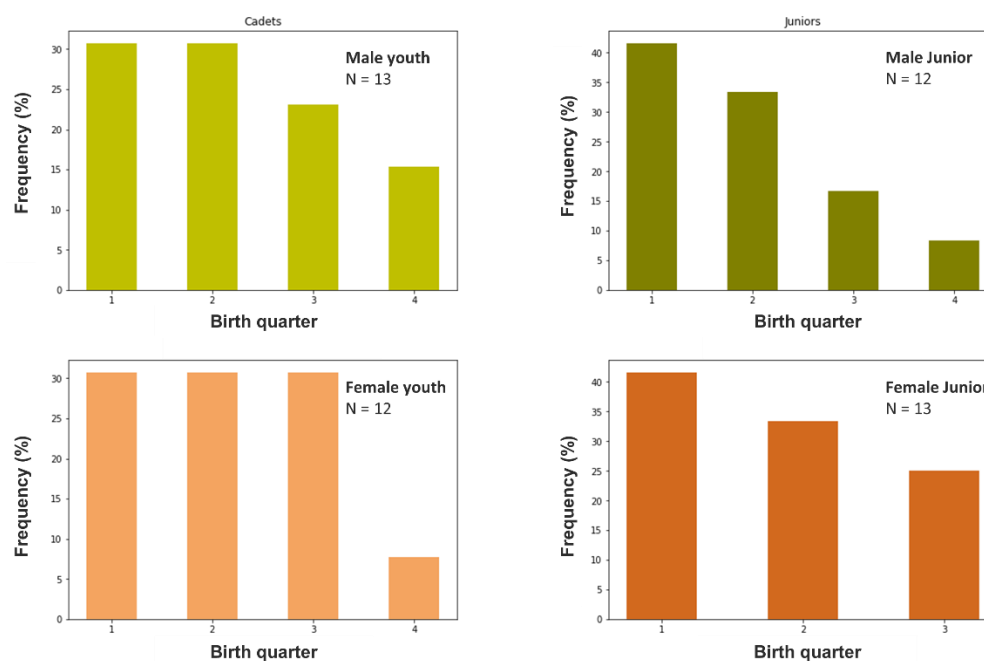 Cadets
Male youth
N = 13
Frequency (%)
30
25
20
15
10
5
0
1 2 3 4
Birth quarter
Juniors
Male Junior
N = 12
Frequency (%)
40
35
30
25
20
15
10
5
0
1 2 3 4
Birth quarter
Female youth
N = 12
Frequency (%)
30
25
20
15
10
5
0
1 2 3 4
Birth quarter
Female Junior
N = 13
Frequency (%)
40
35
30
25
20
15
10
5
0
1 2 3
Birth quarter